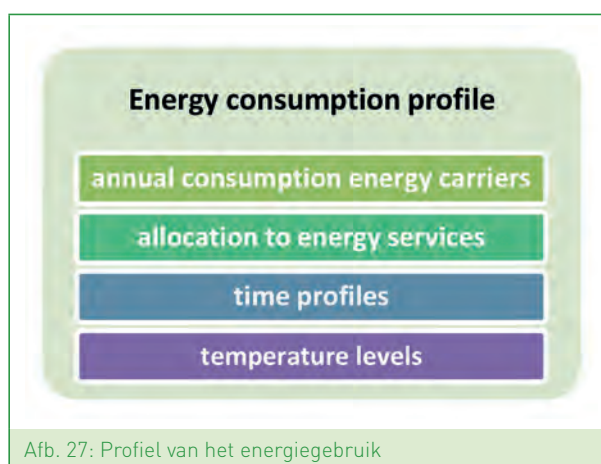 Energy consumption profile
annual consumption energy carriers
allocation to energy services
time profiles
temperature levels
Afb. 27: Profiel van het energiegebruik